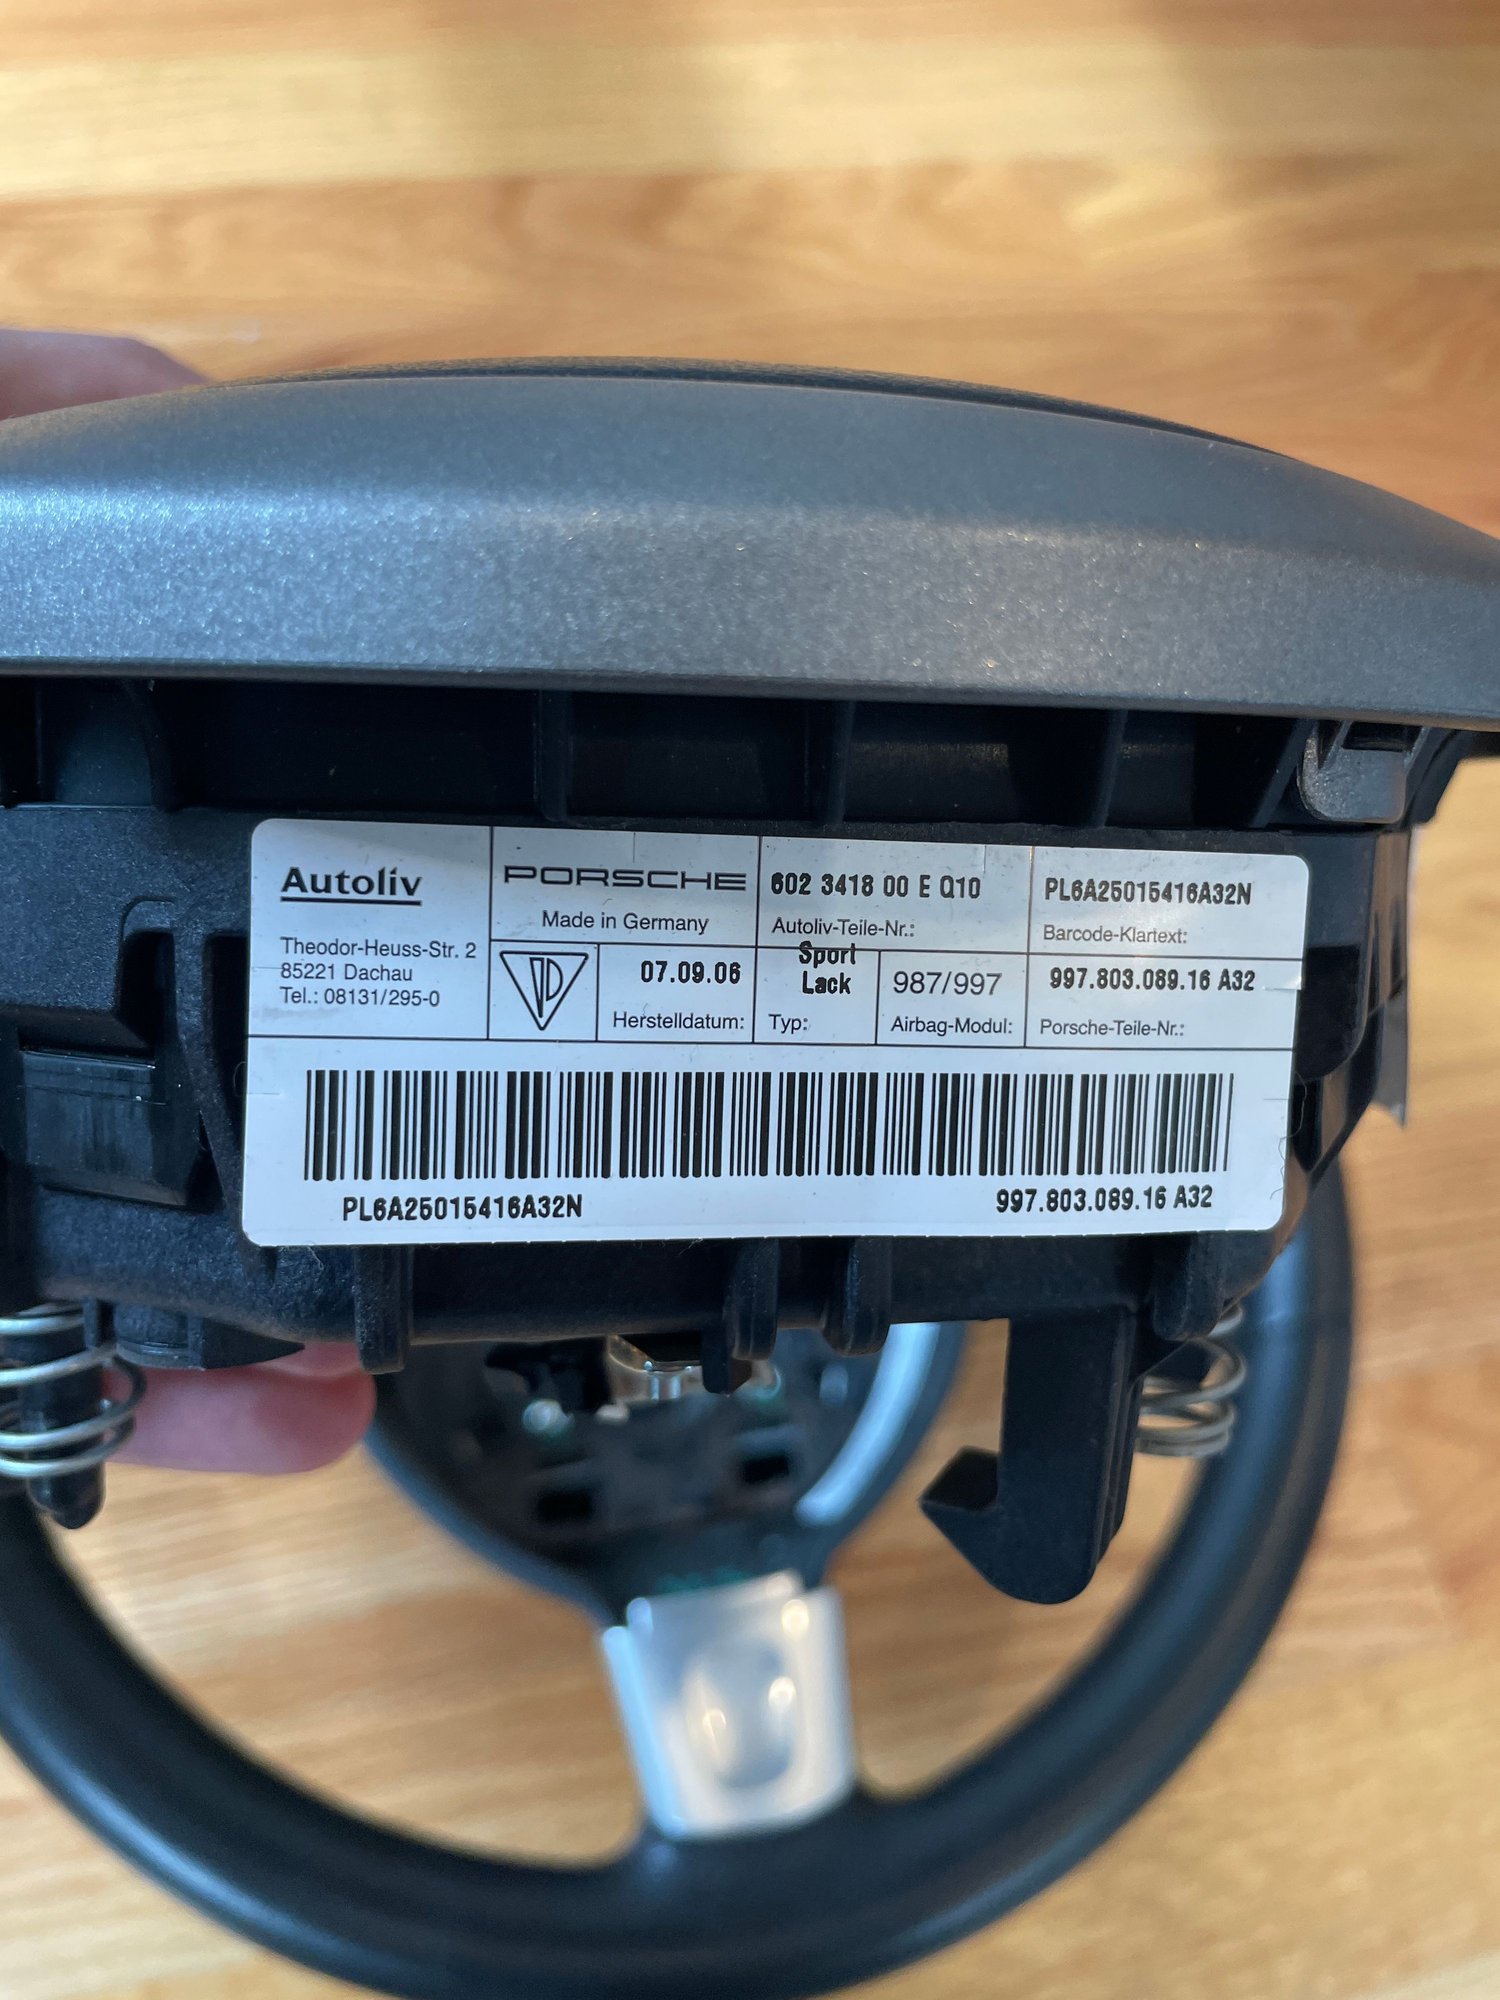 Autoliv
Theodor-Heuss-Str. 2
85221 Dachau
Tel.: 08131/295-0
PORSCHE
Made in Germany
07.09.06
Herstelldatum:
602 3418 00 E Q10
Autoliv-Teile-Nr.:
Sport
Lack
Typ:
987/997
Airbag-Modul:
PL6A25015416A32N
Barcode-Klartext:
997.803.089.16 A32
Porsche-Teile-Nr.:
PL6A25015416A32N
997.803.089.16 A32